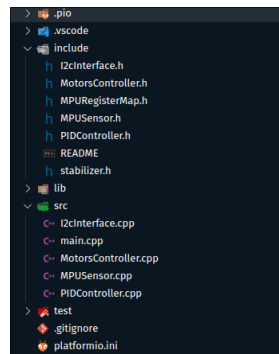 .pio
.vscode
include
I2cInterface.h
MotorsController.h
MPURegisterMap.h
MPUSensor.h
PIDController.h
README
stabilizer.h
lib
src
I2cInterface.cpp
main.cpp
MotorsController.cpp
MPUSensor.cpp
PIDController.cpp
test
.gitignore
platformio.ini